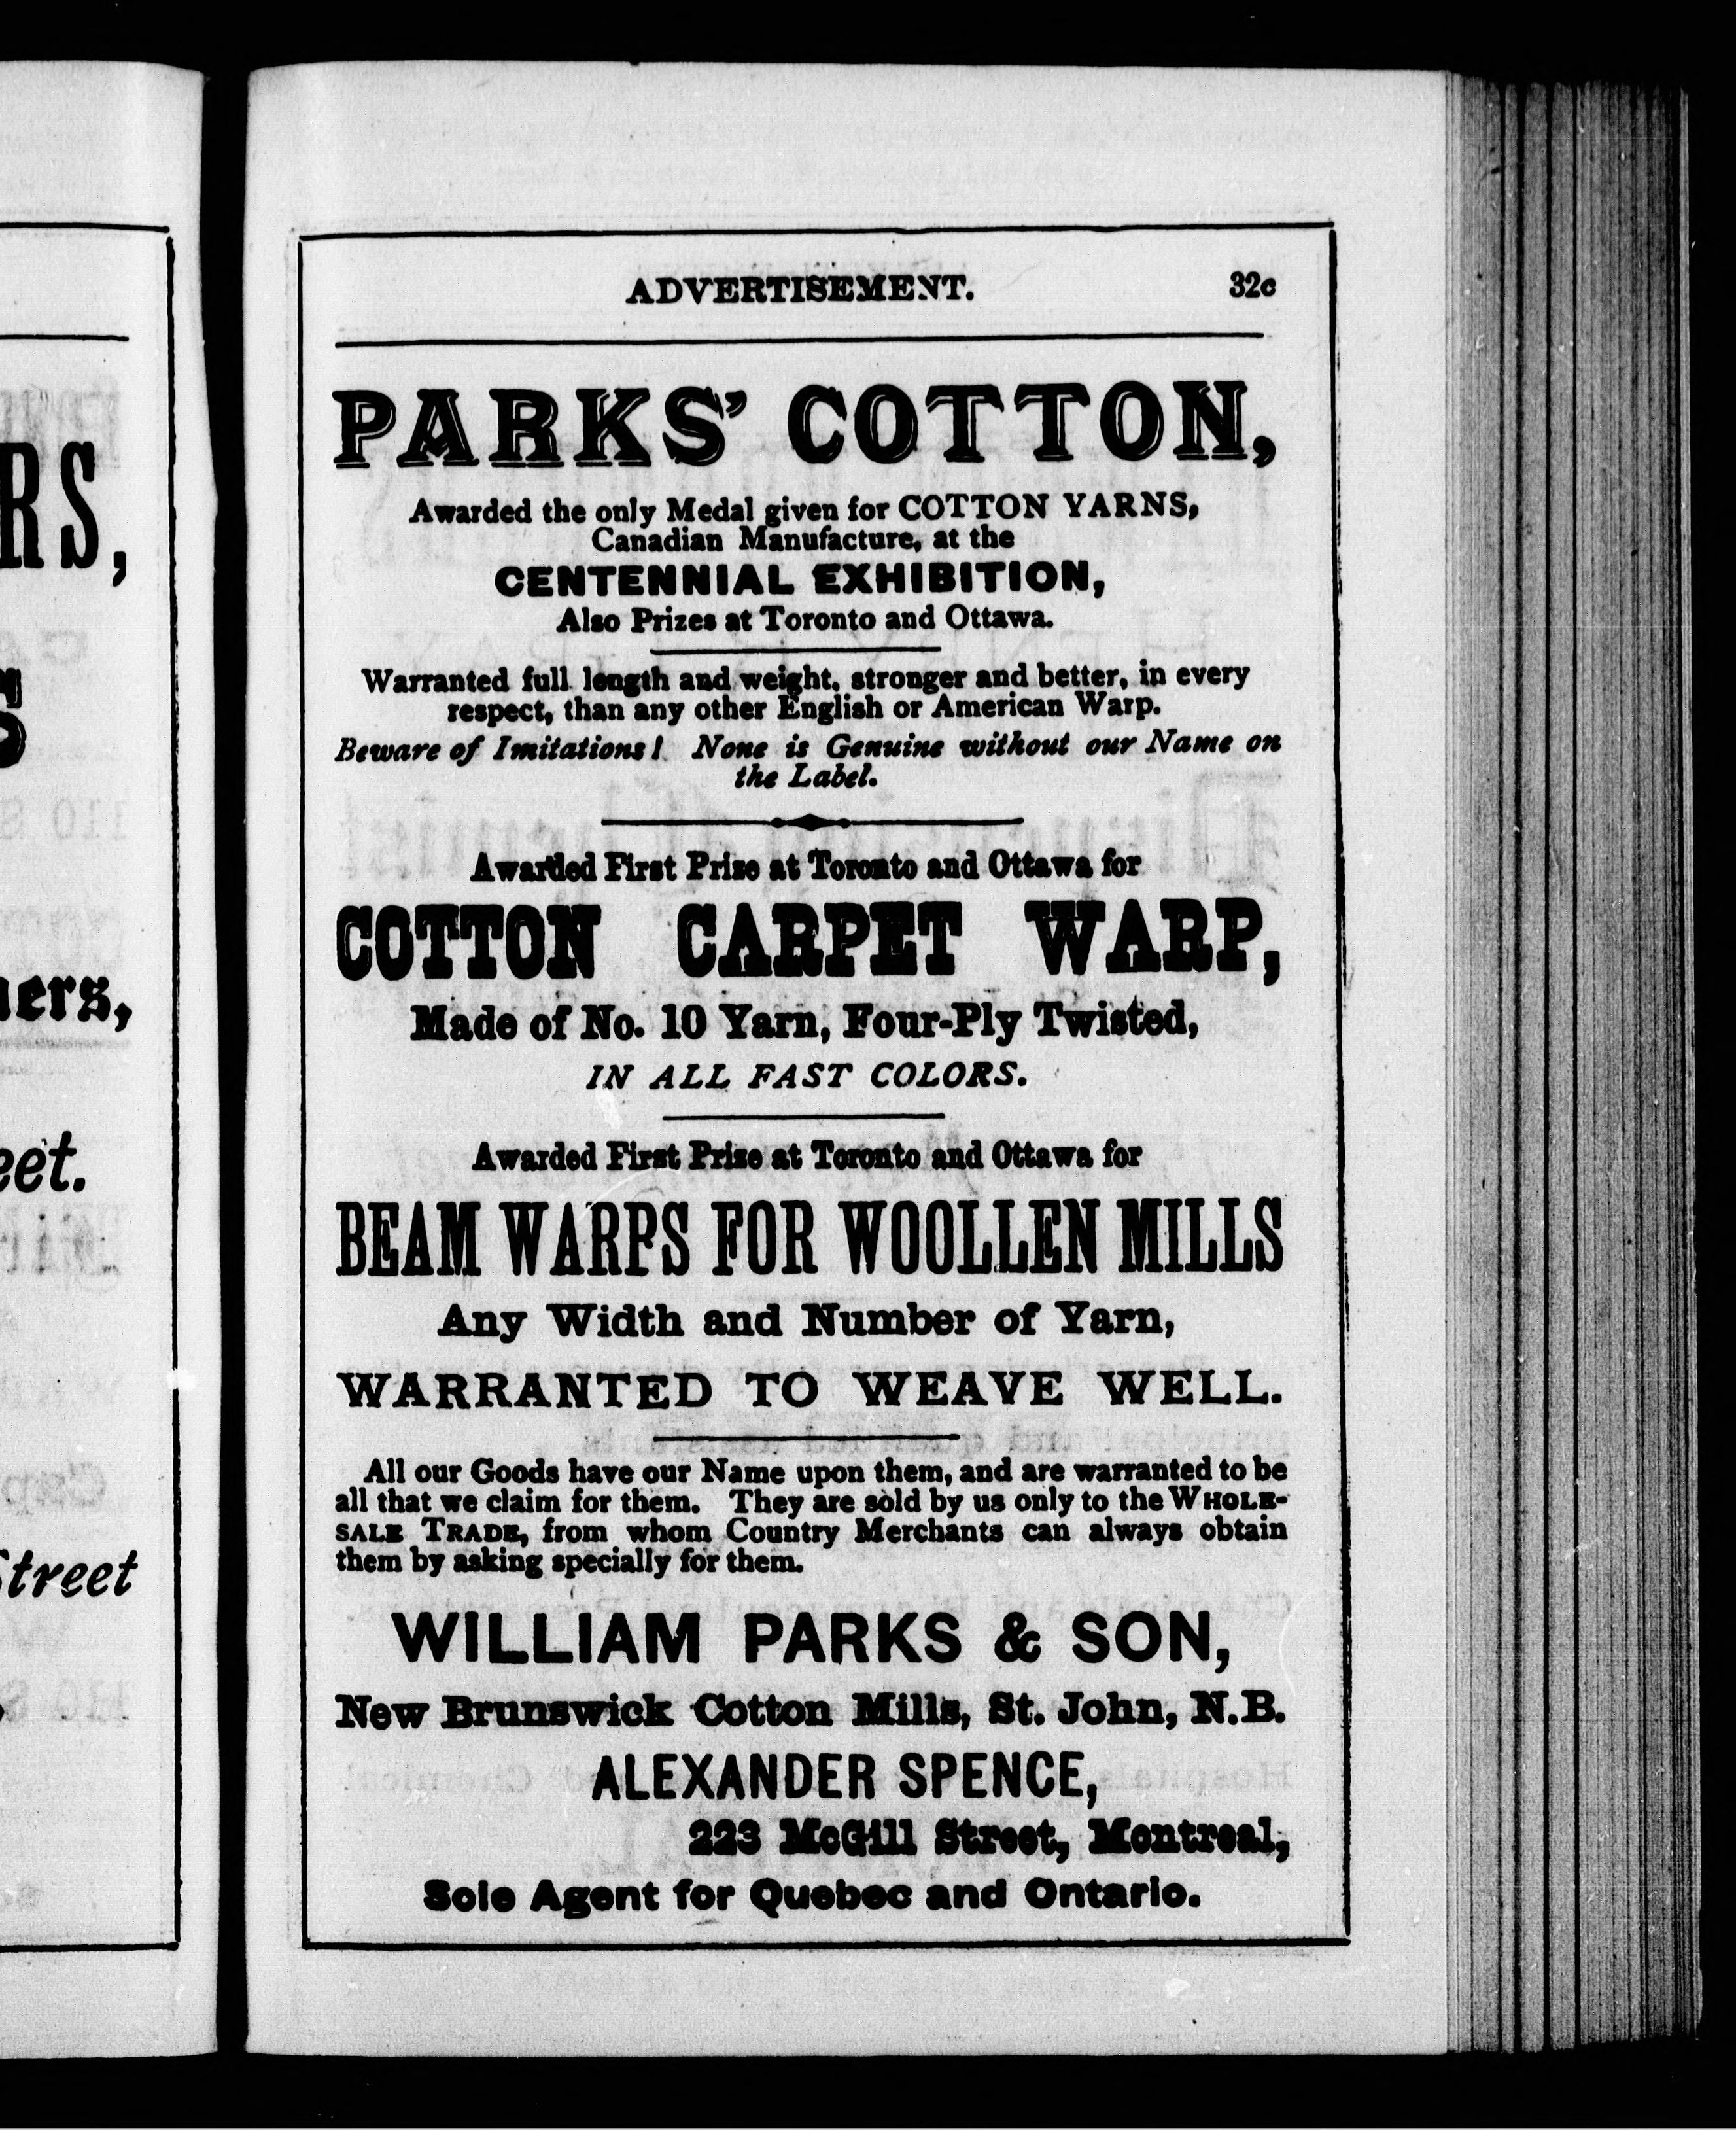 ADVERTISEMENT. 32c
PARKS' COTTON,
Awarded the only Medal given for COTTON YARNS,
Canadian Manufacture, at the
CENTENNIAL EXHIBITION,
Also Prizes at Toronto and Ottawa.
Warranted full length and weight, stronger and better, in every
respect, than any other English or American Warp.
Beware of Imitations! None is Genuine without our Name on
the Label.
Awarded First Prize at Toronto and Ottawa for
COTTON CARPET WARP,
Made of No. 10 Yarn, Four-Ply Twisted,
IN ALL FAST COLORS.
Awarded First Prize at Toronto and Ottawa for
BEAM WARPS FOR WOOLLEN MILLS
Any Width and Number of Yarn,
WARRANTED TO WEAVE WELL.
All our Goods have our Name upon them, and are warranted to be
all that we claim for them. They are sold by us only to the WHOLE-
SALE TRADE, from whom Country Merchants can always obtain
them by asking specially for them.
WILLIAM PARKS & SON,
New Brunswick Cotton Mills, St. John, N.B.
ALEXANDER SPENCE,
223 McGill Street, Montreal,
Sole Agent for Quebec and Ontario.